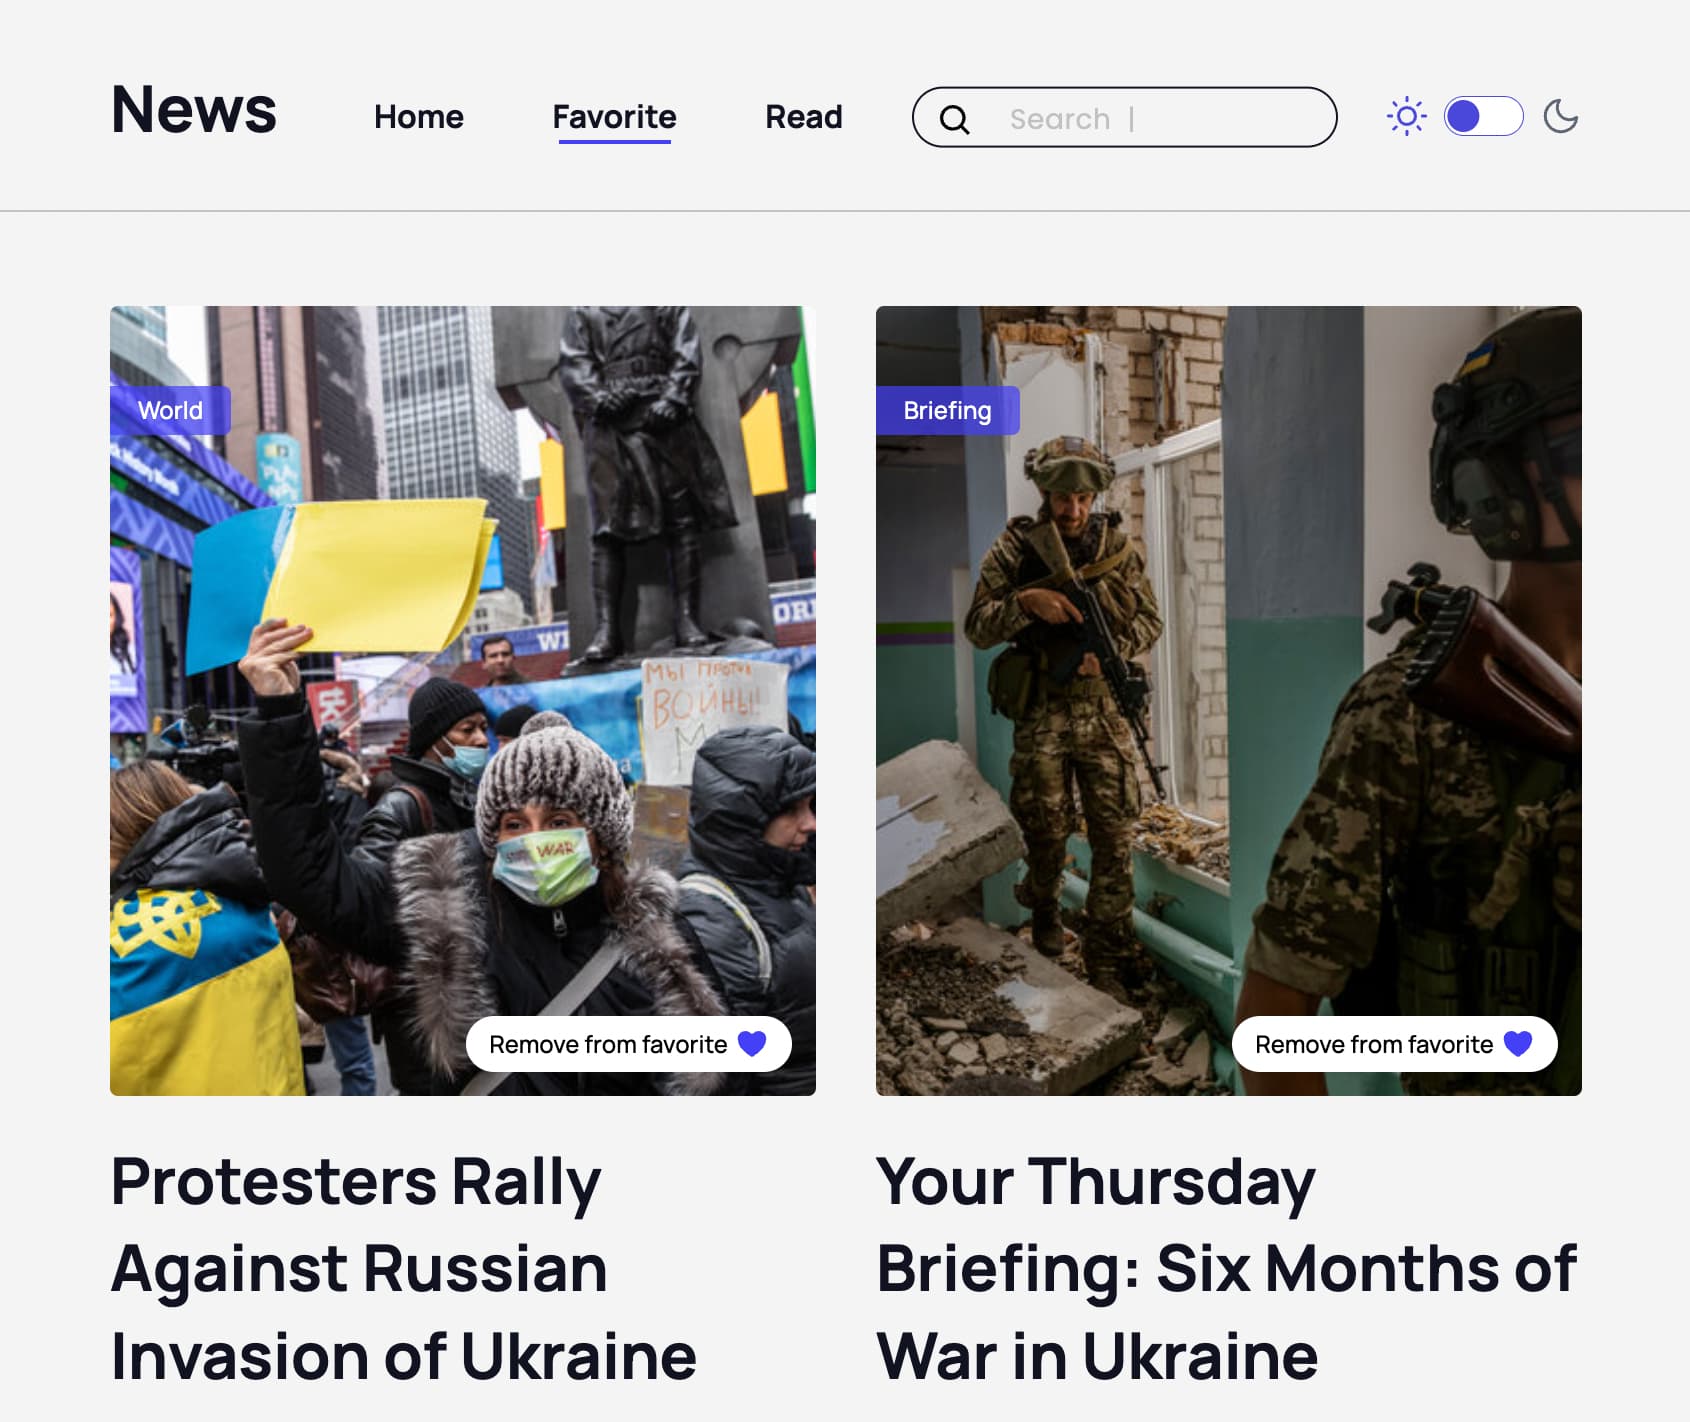 News
Home
Favorite
Read
Search |
World
Briefing
МЫ ПРОТИВ
ВОЙНЫ!
М
WAR
Remove from favorite
Remove from favorite
Protesters Rally
Against Russian
Invasion of Ukraine
Your Thursday
Briefing: Six Months of
War in Ukraine